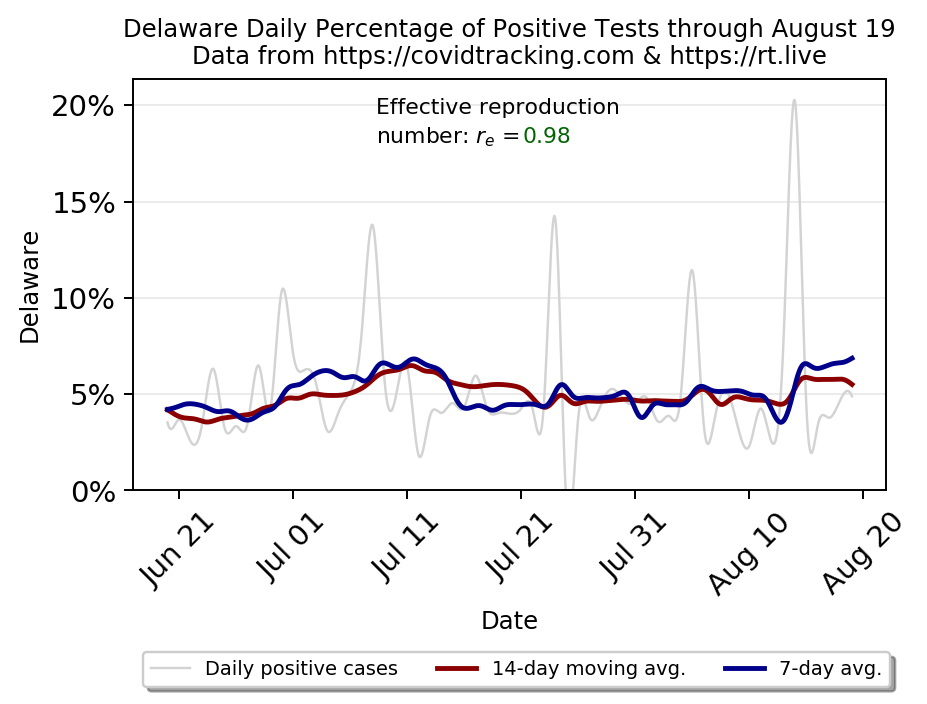 Delaware Daily Percentage of Positive Tests through August 19
Data from https://covidtracking.com & https://rt.live
Effective reproduction
number: rₑ =0.98
20%
15%
10%
5%
0%
Delaware
Jun 21
Jul 01
Jul 11
Jul 21
Jul 31
Aug 10
Aug 20
Date
Daily positive cases
14-day moving avg.
7-day avg.